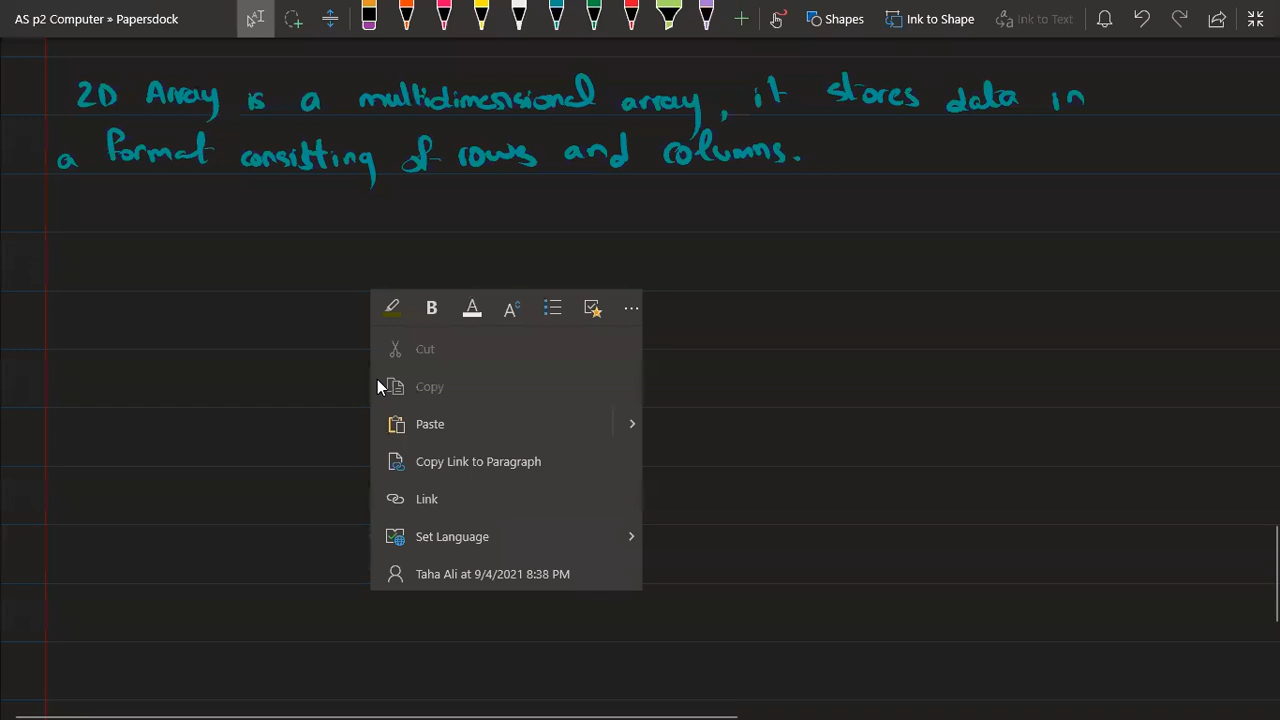 AS p2 Computer » Papersdock
Shapes
Ink to Shape
Ink to Text
2D Array is a multidimensional array, it stores data in
a format consisting of rows and columns.
B A A ...
Cut
Copy
Paste
Copy Link to Paragraph
Link
Set Language
Taha Ali at 9/4/2021 8:38 PM